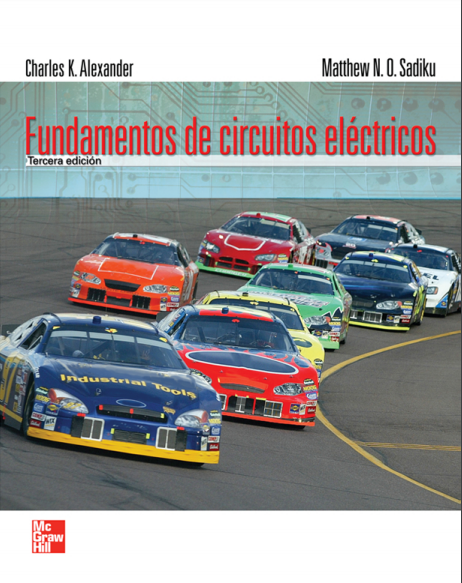 Charles K. Alexander
Matthew N. O. Sadiku
Fundamentos de circuitos eléctricos
Tercera edición
Industrial Tools
Mc
Graw
Hill